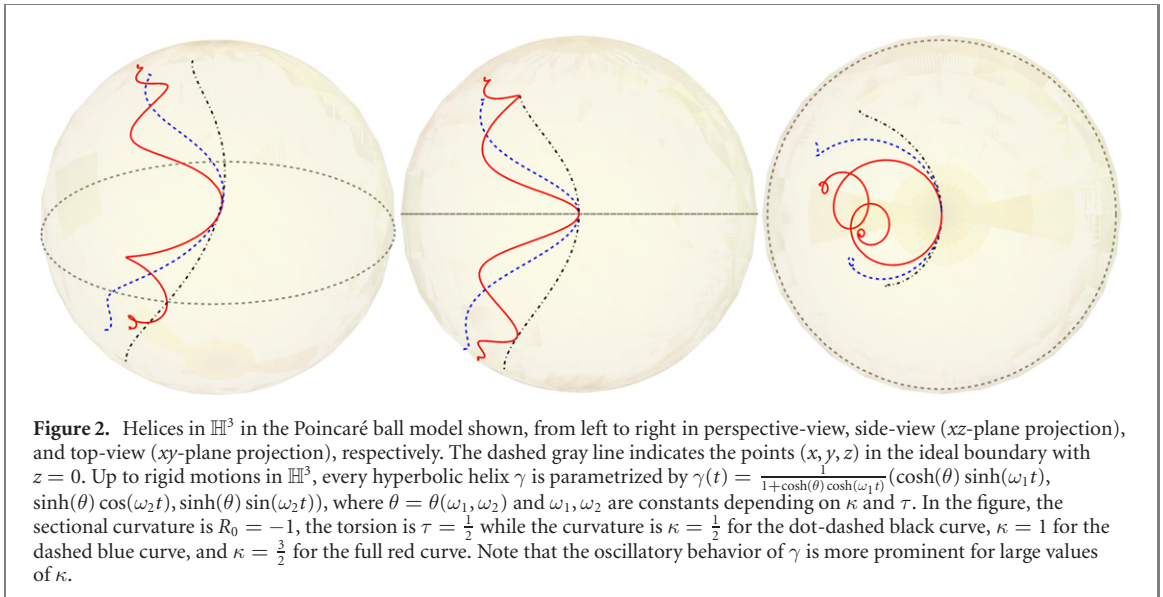 Figure 2. Helices in ℍ³ in the Poincaré ball model shown, from left to right in perspective-view, side-view (xz-plane projection),
and top-view (xy-plane projection), respectively. The dashed gray line indicates the points (x, y, z) in the ideal boundary with
z = 0. Up to rigid motions in ℍ³, every hyperbolic helix γ is parametrized by γ(t) = 1/(1+cosh(θ) cosh(ω₁t)) (cosh(θ) sinh(ω₁t),
sinh(θ) cos(ω₂t), sinh(θ) sin(ω₂t)), where θ = θ(ω₁, ω₂) and ω₁, ω₂ are constants depending on κ and τ. In the figure, the
sectional curvature is R₀ = −1, the torsion is τ = 1/2 while the curvature is κ = 1/2 for the dot-dashed black curve, κ = 1 for the
dashed blue curve, and κ = 3/2 for the full red curve. Note that the oscillatory behavior of γ is more prominent for large values
of κ.